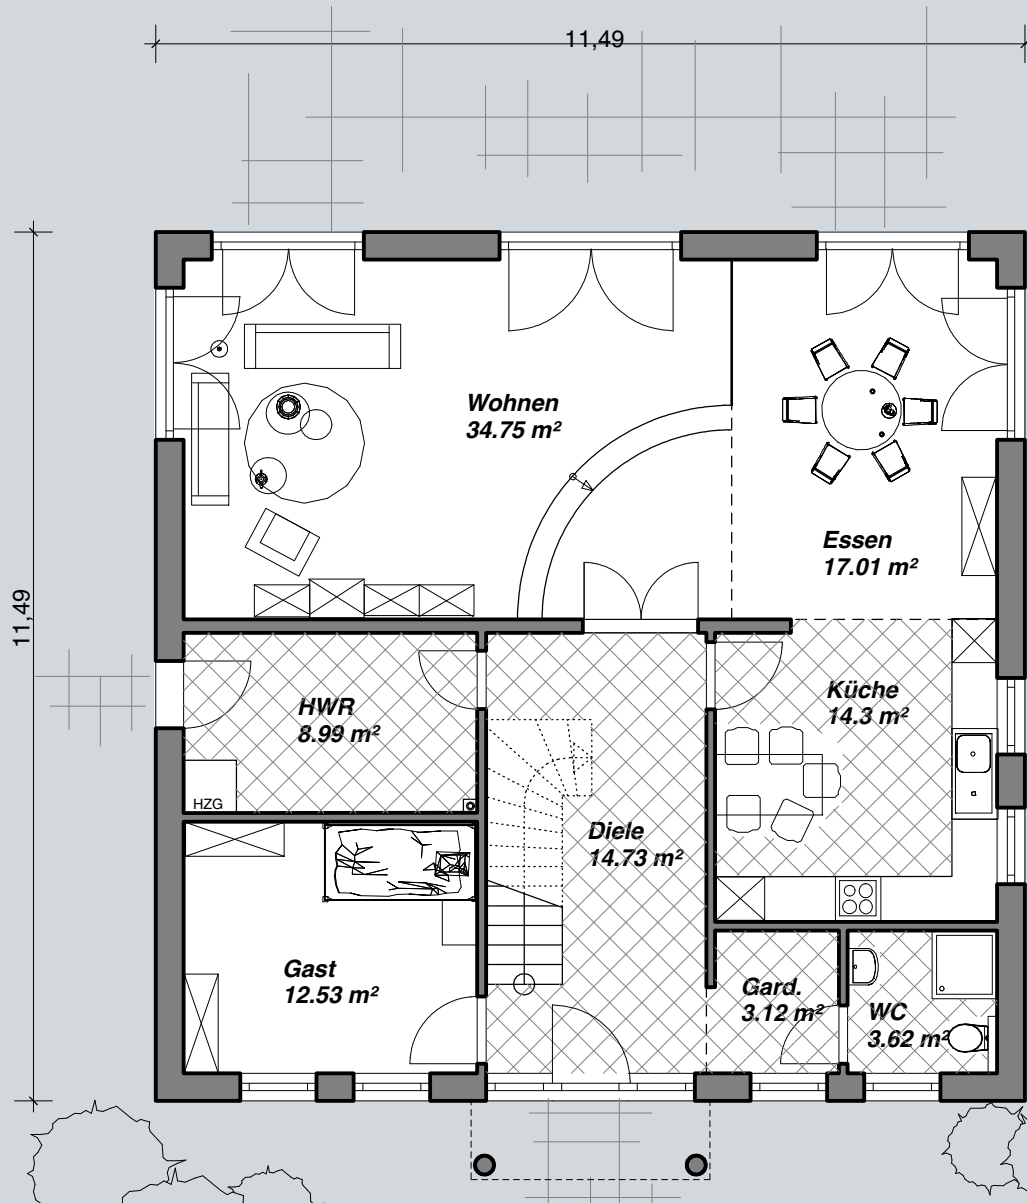 11,49
Wohnen
34.75 m²
Essen
17.01 m²
11,49
Küche
14.3 m²
HWR
8.99 m²
HZG
Diele
14.73 m²
Gast
12.53 m²
Gard.
3.12 m²
WC
3.62 m²